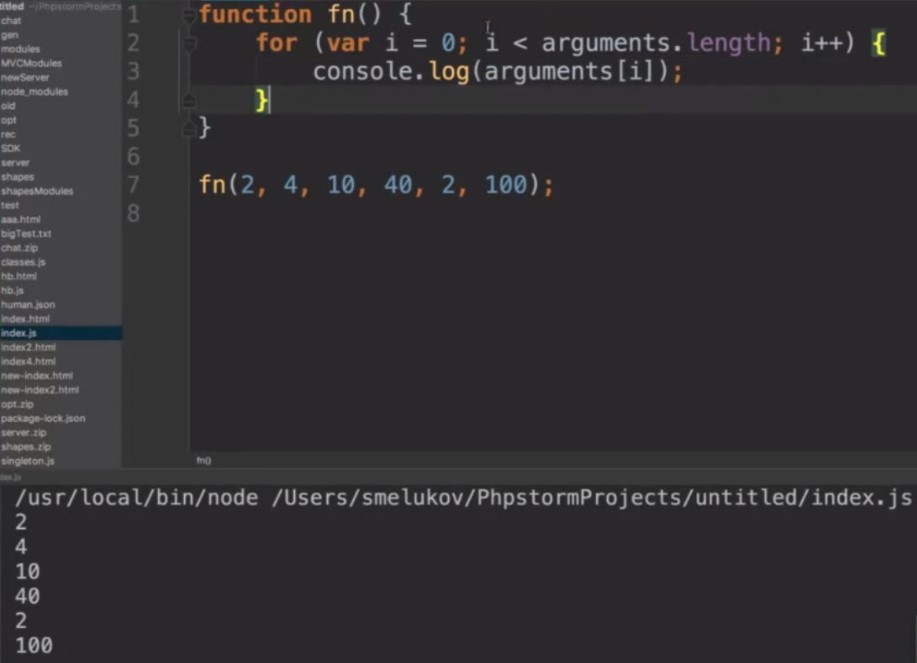 titled ~/PhpstormProjects
chat
gen
modules
MVCModules
newServer
node_modules
oid
opt
rec
SDK
server
shapes
shapesModules
test
aaa.html
bigTest.txt
chat.zip
classes.js
hb.html
hb.js
human.json
index.html
index.js
index2.html
index4.html
new-index.html
new-index2.html
opt.zip
package-lock.json
server.zip
shapes.zip
singleton.js
1 function fn() {
2 for (var i = 0; i < arguments.length; i++) {
3 console.log(arguments[i]);
4 }
5 }
6
7 fn(2, 4, 10, 40, 2, 100);
8
fn()
dex.js
/usr/local/bin/node /Users/smelukov/PhpstormProjects/untitled/index.js
2
4
10
40
2
100